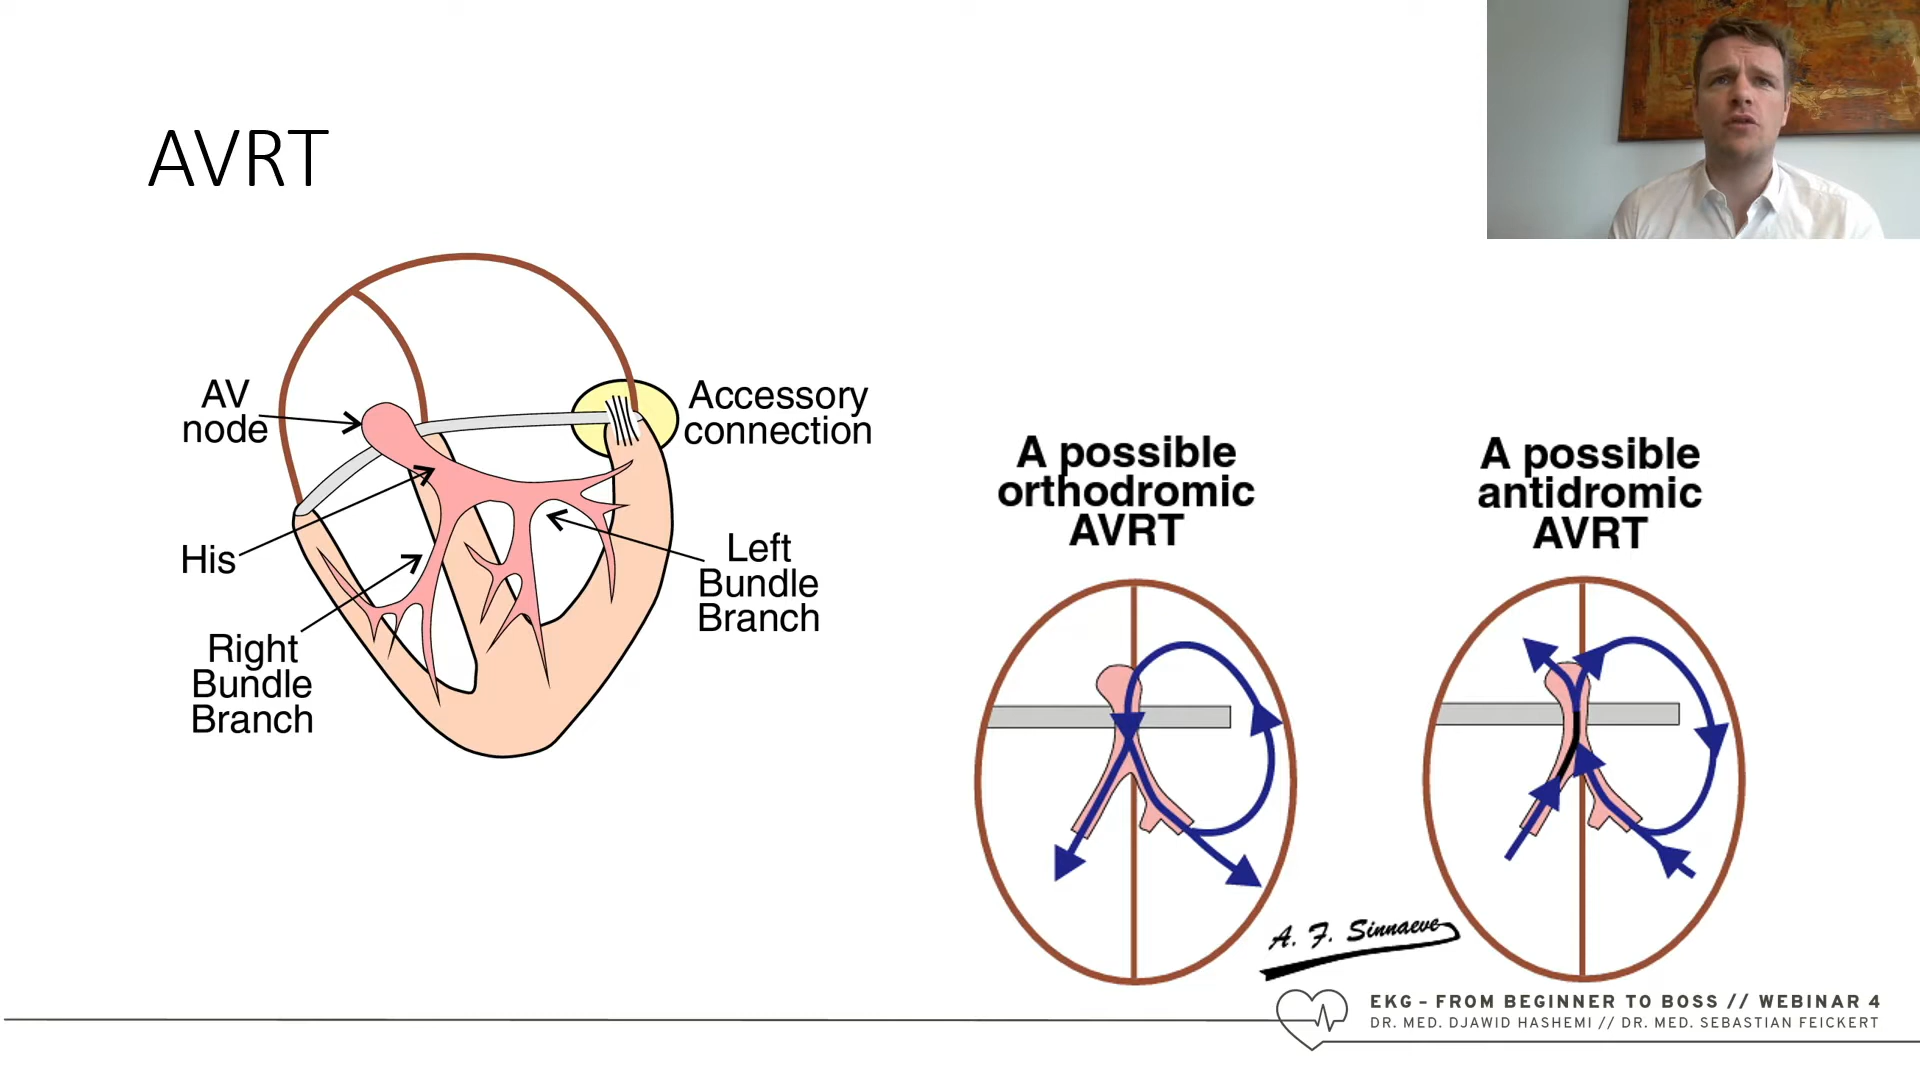 AVRT
AV
node
Accessory
connection
His
Left
Bundle
Branch
Right
Bundle
Branch
A possible
orthodromic
AVRT
A possible
antidromic
AVRT
A. F. Sinnaeve
EKG – FROM BEGINNER TO BOSS // WEBINAR 4
DR. MED. DJAWID HASHEMI // DR. MED. SEBASTIAN FEICKERT